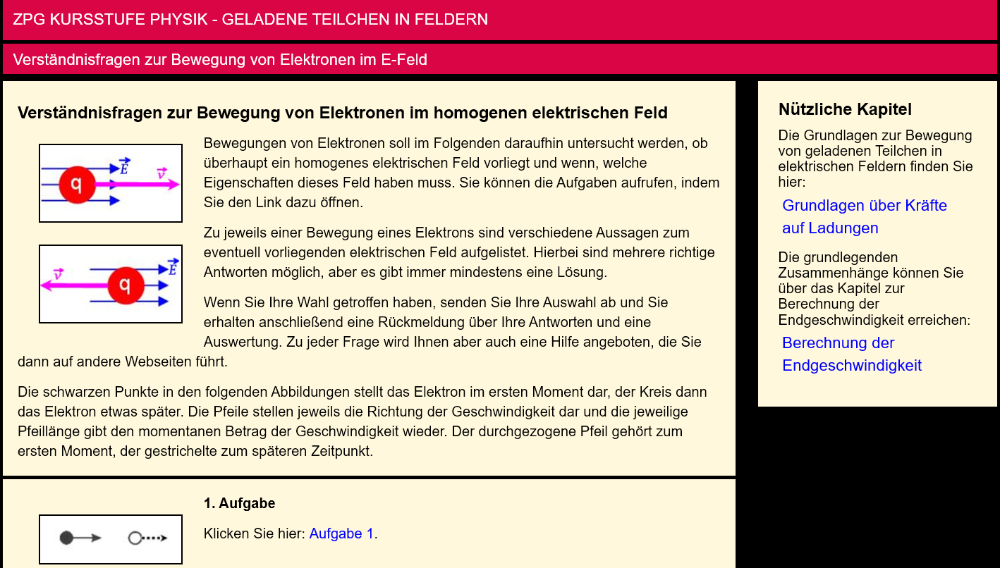 ZPG KURSSTUFE PHYSIK - GELADENE TEILCHEN IN FELDERN
Verständnisfragen zur Bewegung von Elektronen im E-Feld
Verständnisfragen zur Bewegung von Elektronen im homogenen elektrischen Feld
E
v
q
v
E
q
Bewegungen von Elektronen soll im Folgenden daraufhin untersucht werden, ob
überhaupt ein homogenes elektrischen Feld vorliegt und wenn, welche
Eigenschaften dieses Feld haben muss. Sie können die Aufgaben aufrufen, indem
Sie den Link dazu öffnen.
Zu jeweils einer Bewegung eines Elektrons sind verschiedene Aussagen zum
eventuell vorliegenden elektrischen Feld aufgelistet. Hierbei sind mehrere richtige
Antworten möglich, aber es gibt immer mindestens eine Lösung.
Wenn Sie Ihre Wahl getroffen haben, senden Sie Ihre Auswahl ab und Sie
erhalten anschließend eine Rückmeldung über Ihre Antworten und eine
Auswertung. Zu jeder Frage wird Ihnen aber auch eine Hilfe angeboten, die Sie
dann auf andere Webseiten führt.
Die schwarzen Punkte in den folgenden Abbildungen stellt das Elektron im ersten Moment dar, der Kreis dann
das Elektron etwas später. Die Pfeile stellen jeweils die Richtung der Geschwindigkeit dar und die jeweilige
Pfeillänge gibt den momentanen Betrag der Geschwindigkeit wieder. Der durchgezogene Pfeil gehört zum
ersten Moment, der gestrichelte zum späteren Zeitpunkt.
1. Aufgabe
Klicken Sie hier: Aufgabe 1.
Nützliche Kapitel
Die Grundlagen zur Bewegung
von geladenen Teilchen in
elektrischen Feldern finden Sie
hier:
Grundlagen über Kräfte
auf Ladungen
Die grundlegenden
Zusammenhänge können Sie
über das Kapitel zur
Berechnung der
Endgeschwindigkeit erreichen:
Berechnung der
Endgeschwindigkeit